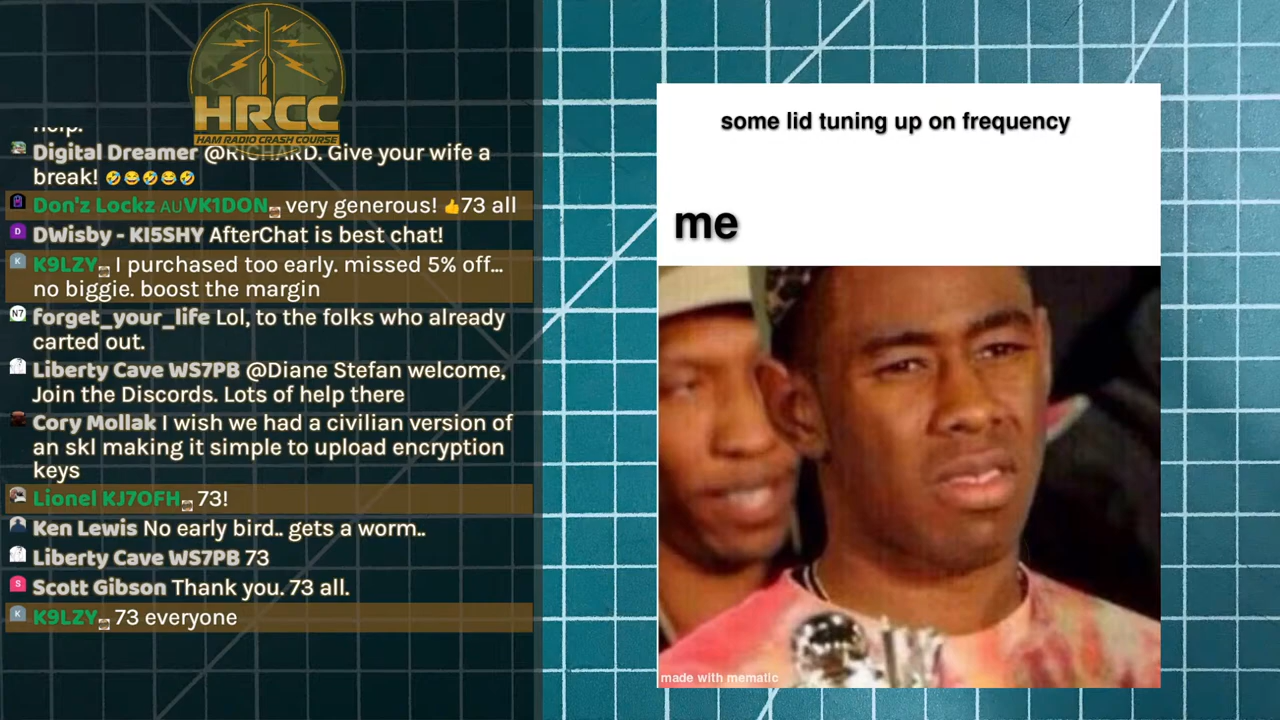 HRCC
HAM RADIO CRASH COURSE
help.
Digital Dreamer @RICHARD. Give your wife a
break! 🤣😂🤣😂🤣
Don'z Lockz AUVK1DON very generous! 👍73 all
DWisby - KI5SHY AfterChat is best chat!
K9LZY I purchased too early. missed 5% off...
no biggie. boost the margin
forget_your_life Lol, to the folks who already
carted out.
Liberty Cave WS7PB @Diane Stefan welcome,
Join the Discords. Lots of help there
Cory Mollak I wish we had a civilian version of
an skl making it simple to upload encryption
keys
Lionel KJ7OFH 73!
Ken Lewis No early bird.. gets a worm..
Liberty Cave WS7PB 73
Scott Gibson Thank you. 73 all.
K9LZY 73 everyone
some lid tuning up on frequency
me
made with mematic